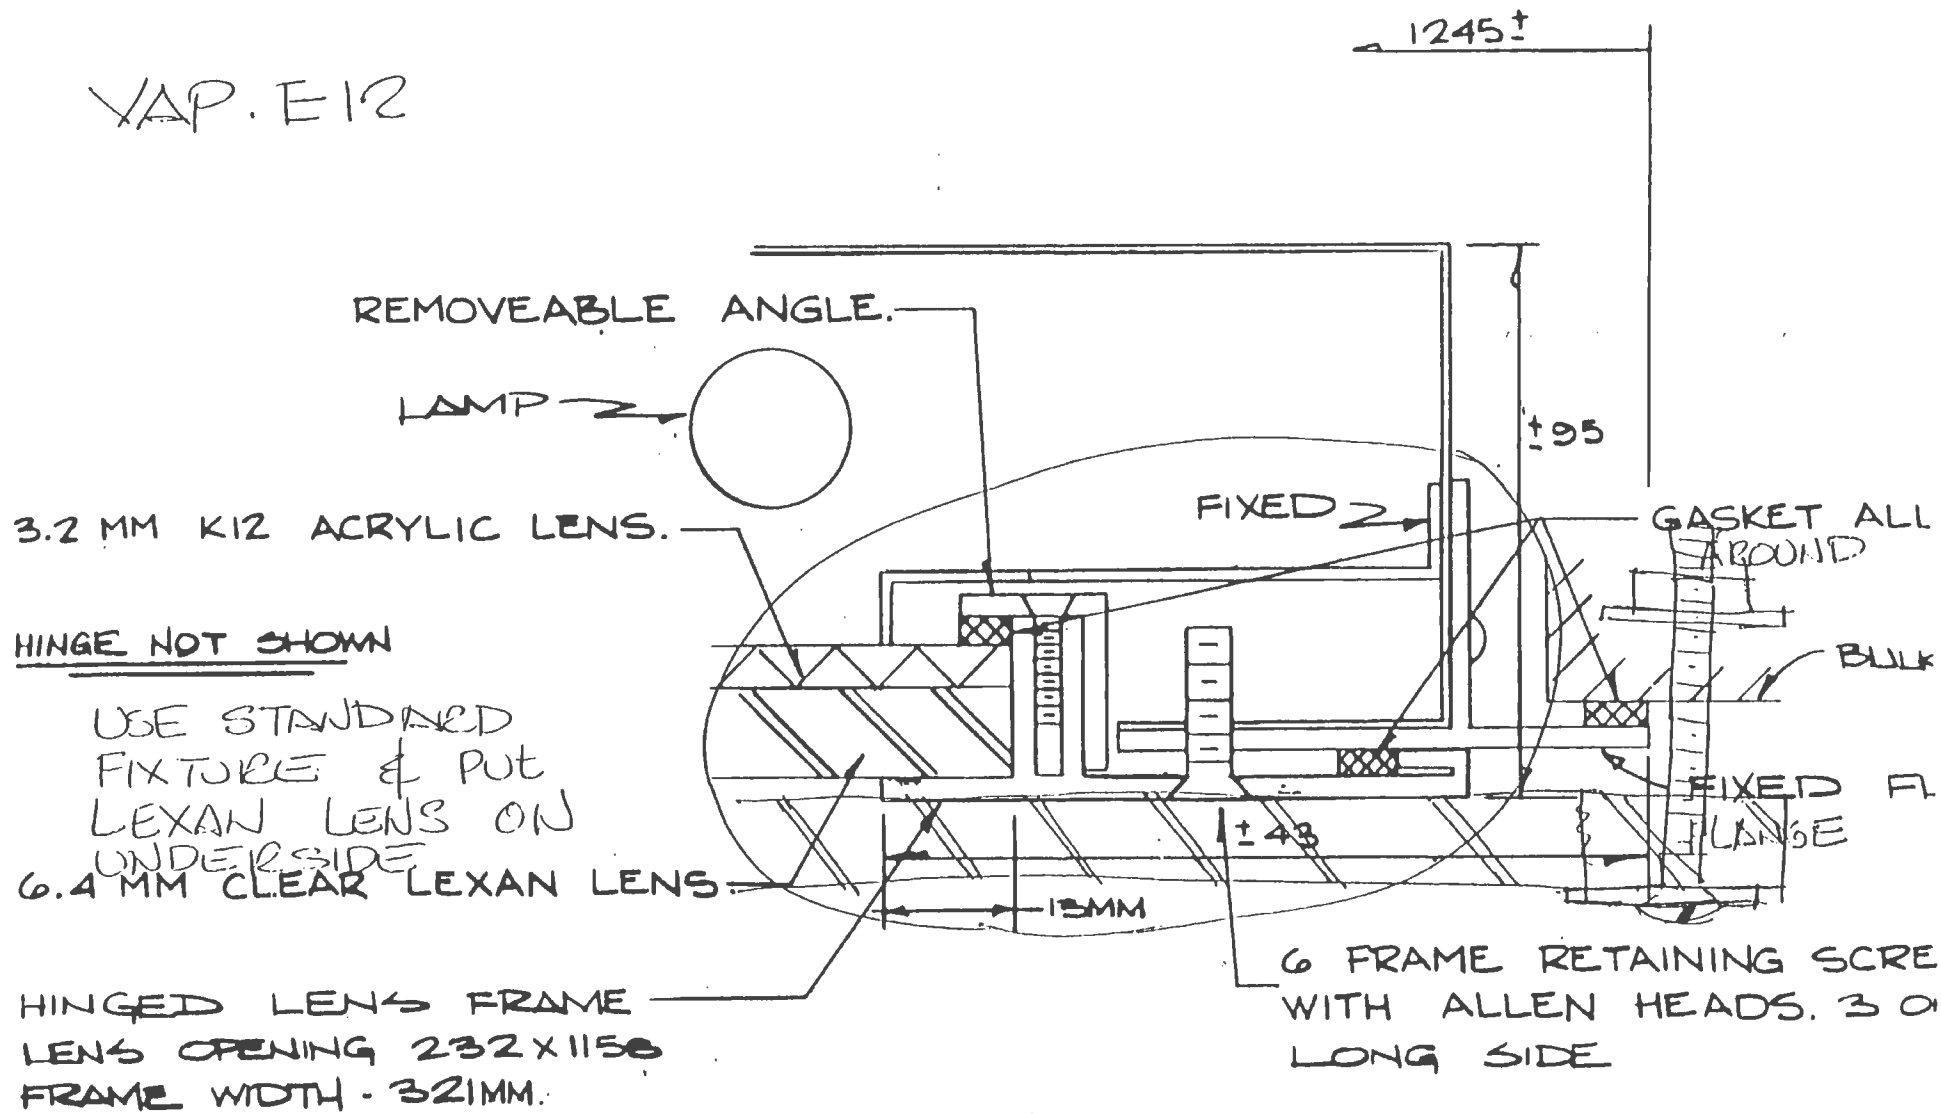 1245±
VAP. E12
REMOVEABLE ANGLE.
LAMP
±95
FIXED
3.2 MM K12 ACRYLIC LENS.
GASKET ALL
AROUND
HINGE NOT SHOWN
BULK
USE STANDARD
FIXTURE & PUT
LEXAN LENS ON
UNDERSIDE
FIXED FL
LANGE
±43
6.4 MM CLEAR LEXAN LENS.
13MM
6 FRAME RETAINING SCRE
WITH ALLEN HEADS. 3 O
LONG SIDE
HINGED LENS FRAME
LENS OPENING 232 X 1158
FRAME WIDTH - 321MM.